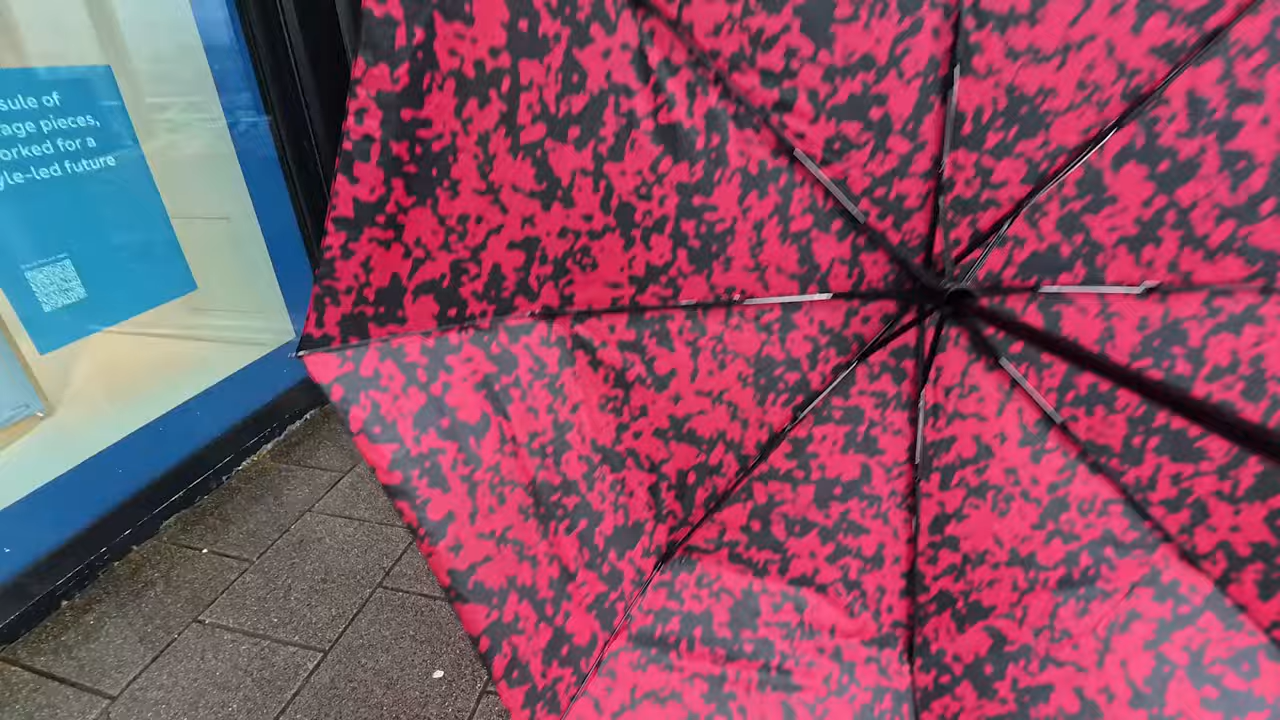 sule of
age pieces,
orked for a
yle-led future